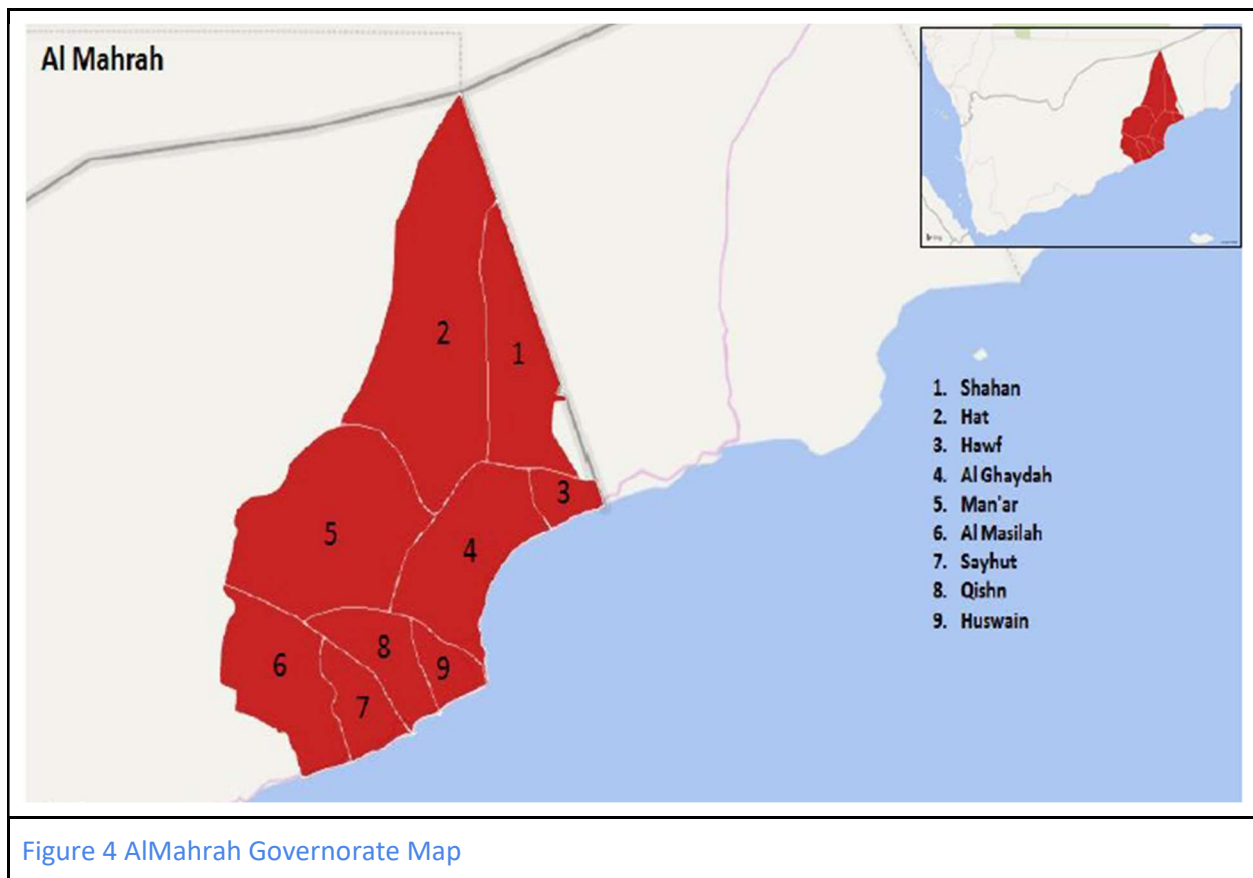 Al Mahrah
2
1
3
5
4
6
8
9
7
1. Shahan
2. Hat
3. Hawf
4. Al Ghaydah
5. Man'ar
6. Al Masilah
7. Sayhut
8. Qishn
9. Huswain
Figure 4 AlMahrah Governorate Map